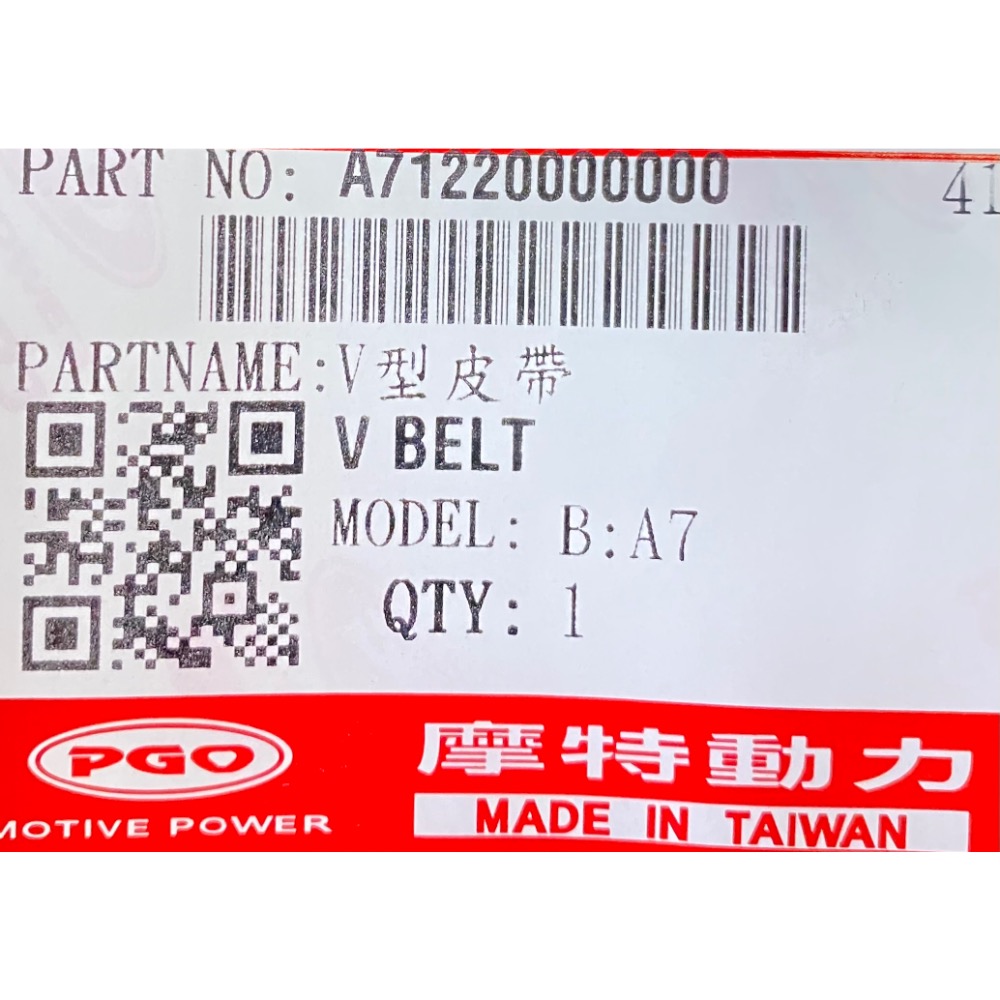 PART NO: A71220000000 41
PARTNAME:V型皮帶
V BELT
MODEL: B:A7
QTY: 1
PGO 摩特動力
MOTIVE POWER MADE IN TAIWAN